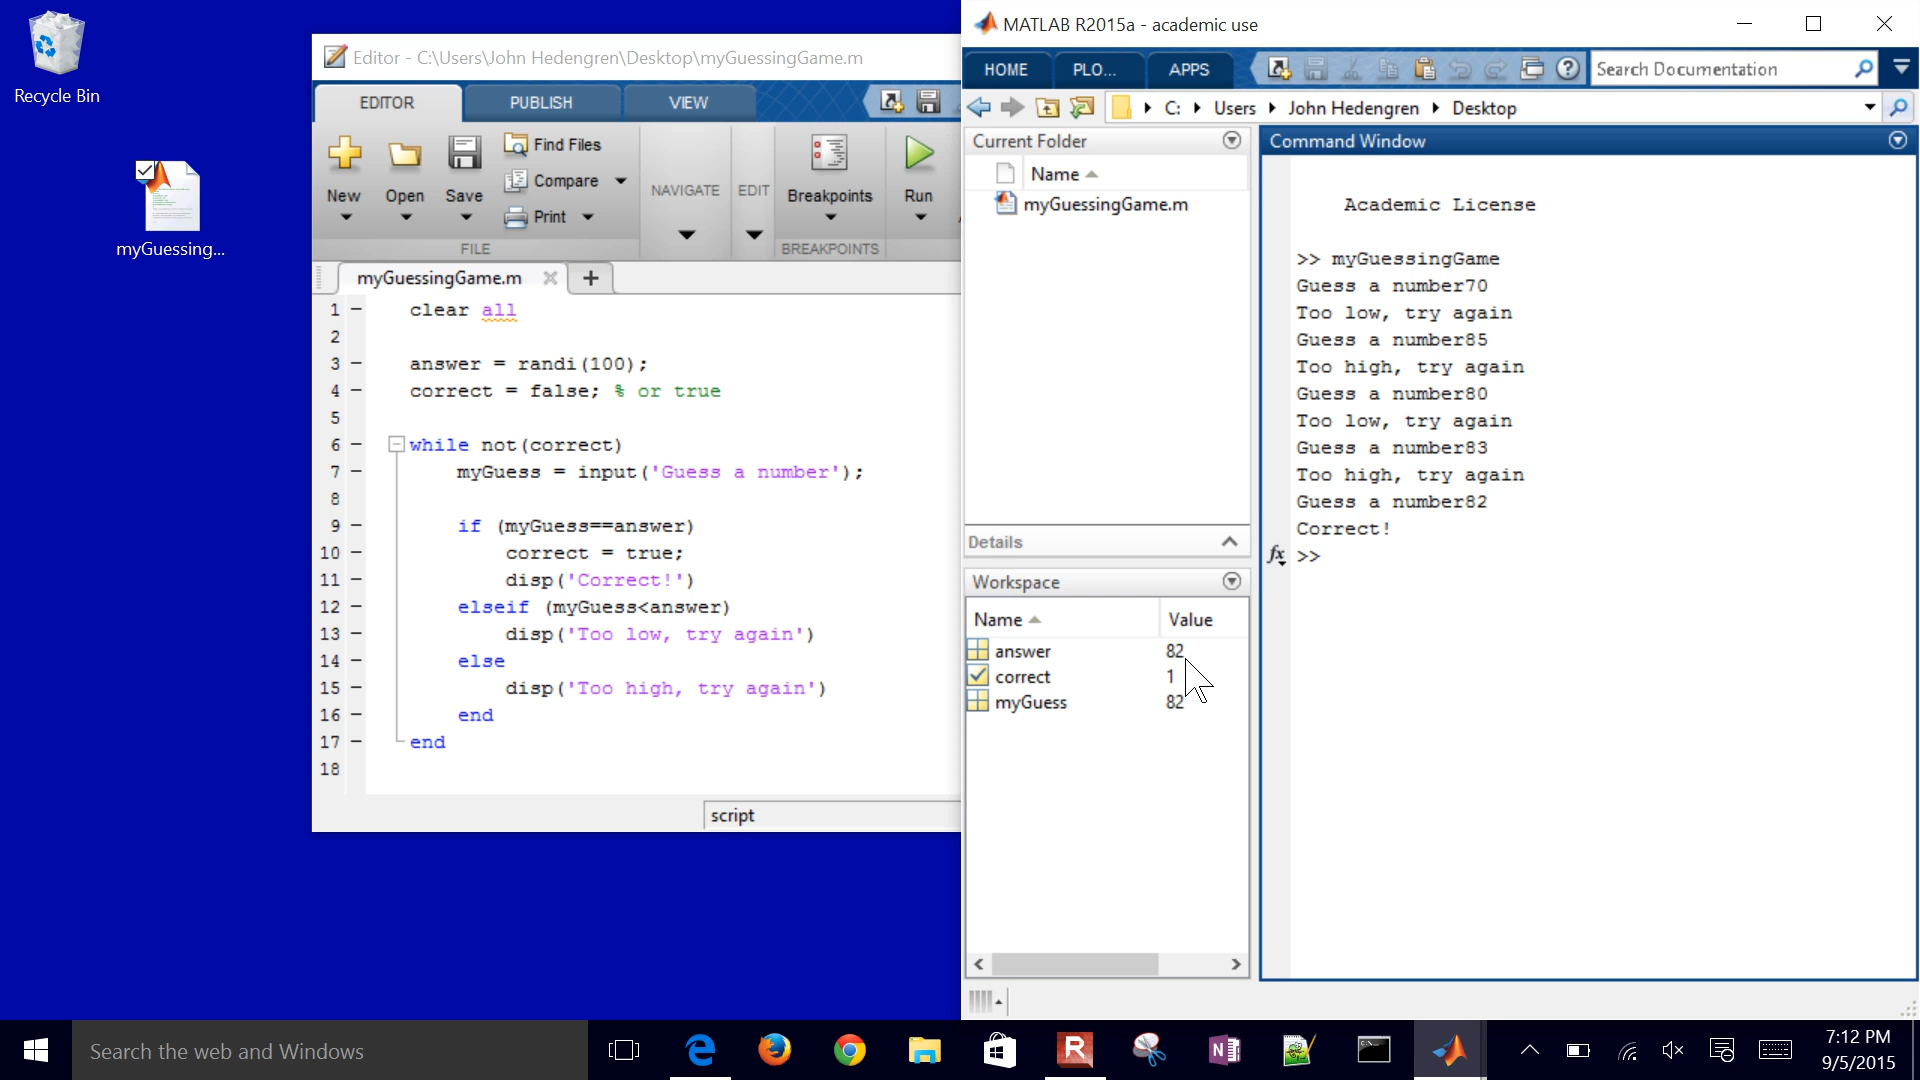 Recycle Bin
myGuessing...
Editor - C:\Users\John Hedengren\Desktop\myGuessingGame.m
EDITOR
PUBLISH
VIEW
New
Open
Save
Find Files
Compare
Print
FILE
NAVIGATE
EDIT
Breakpoints
BREAKPOINTS
Run
myGuessingGame.m
1 clear all
2
3 answer = randi(100);
4 correct = false; % or true
5
6 while not(correct)
7 myGuess = input('Guess a number');
8
9 if (myGuess==answer)
10 correct = true;
11 disp('Correct!')
12 elseif (myGuess<answer)
13 disp('Too low, try again')
14 else
15 disp('Too high, try again')
16 end
17 end
18
script
MATLAB R2015a - academic use
HOME
PLO...
APPS
Search Documentation
C: Users John Hedengren Desktop
Current Folder
Name
myGuessingGame.m
Details
Workspace
Name Value
answer 82
correct 1
myGuess 82
Command Window
Academic License
>> myGuessingGame
Guess a number70
Too low, try again
Guess a number85
Too high, try again
Guess a number80
Too low, try again
Guess a number83
Too high, try again
Guess a number82
Correct!
fx >>
Search the web and Windows
7:12 PM
9/5/2015